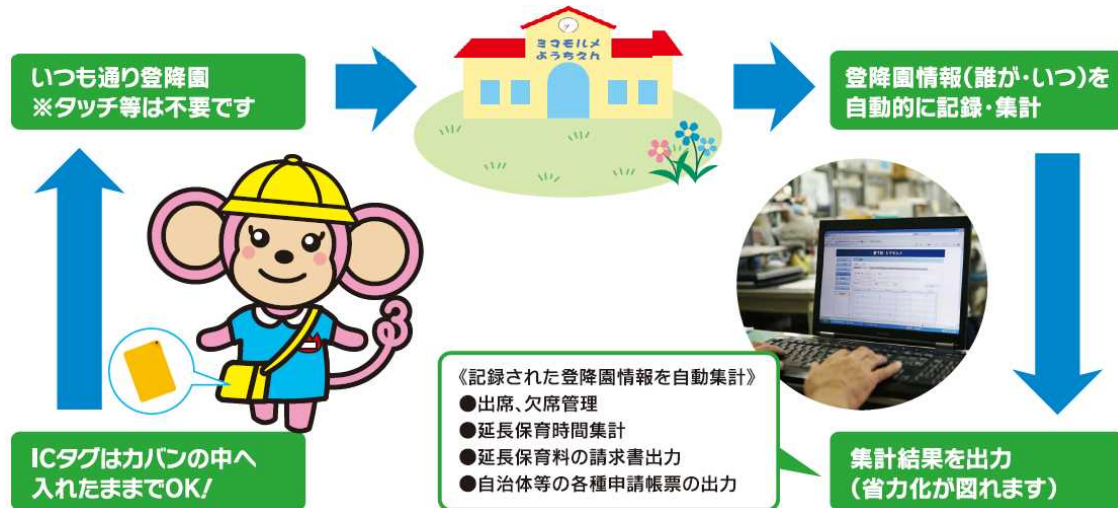 いつも通り登降園
※タッチ等は不要です
ミマモルメ
ようちえん
登降園情報(誰が・いつ)を
自動的に記録・集計
ICタグはカバンの中へ
入れたままでOK!
《記録された登降園情報を自動集計》
●出席、欠席管理
●延長保育時間集計
●延長保育料の請求書出力
●自治体等の各種申請帳票の出力
集計結果を出力
(省力化が図れます)